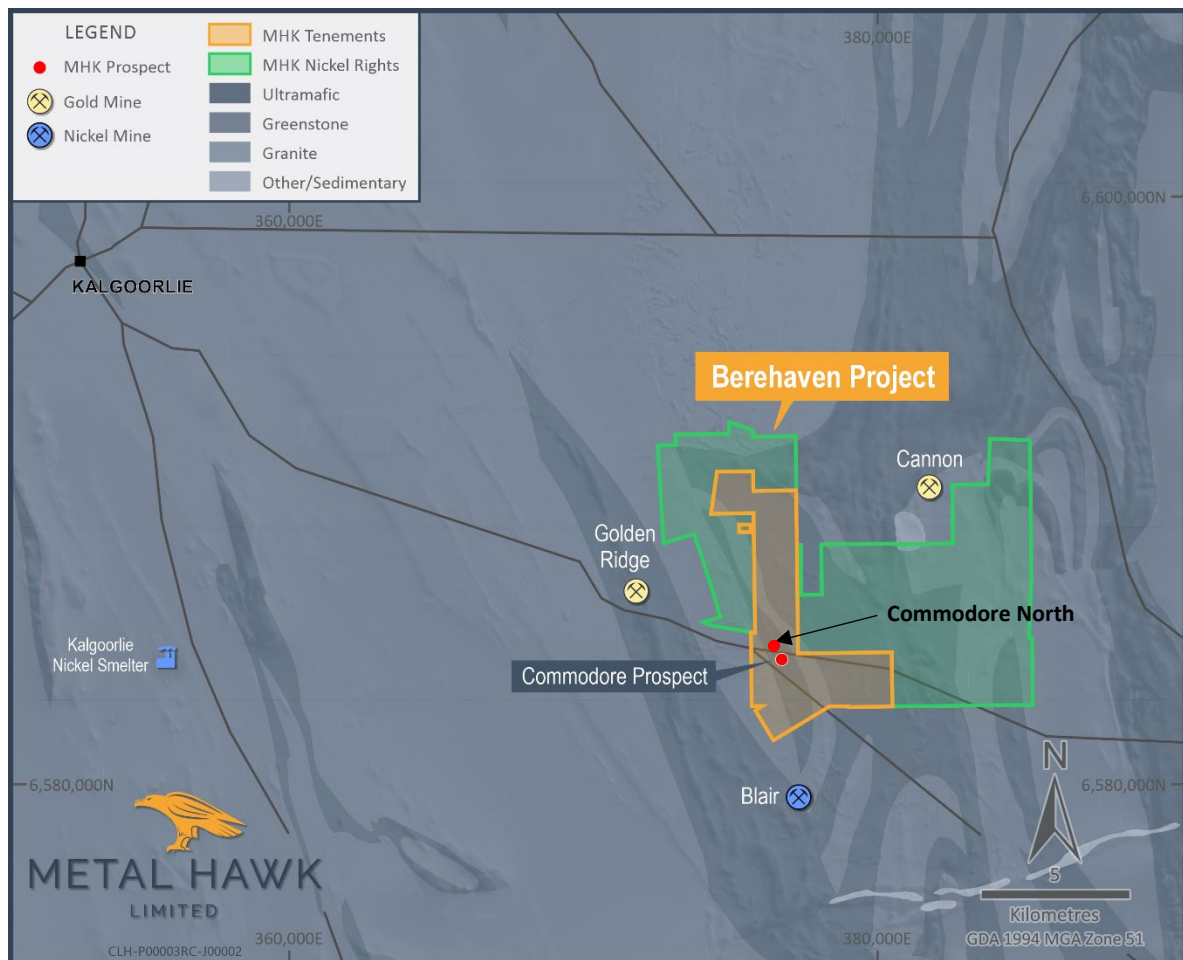 LEGEND
MHK Prospect
Gold Mine
Nickel Mine
MHK Tenements
MHK Nickel Rights
Ultramafic
Greenstone
Granite
Other/Sedimentary
380,000E
6,600,000N
360,000E
KALGOORLIE
Berehaven Project
Cannon
Golden
Ridge
Commodore North
Kalgoorlie
Nickel Smelter
Commodore Prospect
N
6,580,000N
6,580,000N
Blair
METAL HAWK
LIMITED
5
Kilometres
GDA 1994 MGA Zone 51
360,000E
380,000E
CLH-P00003RC-J00002